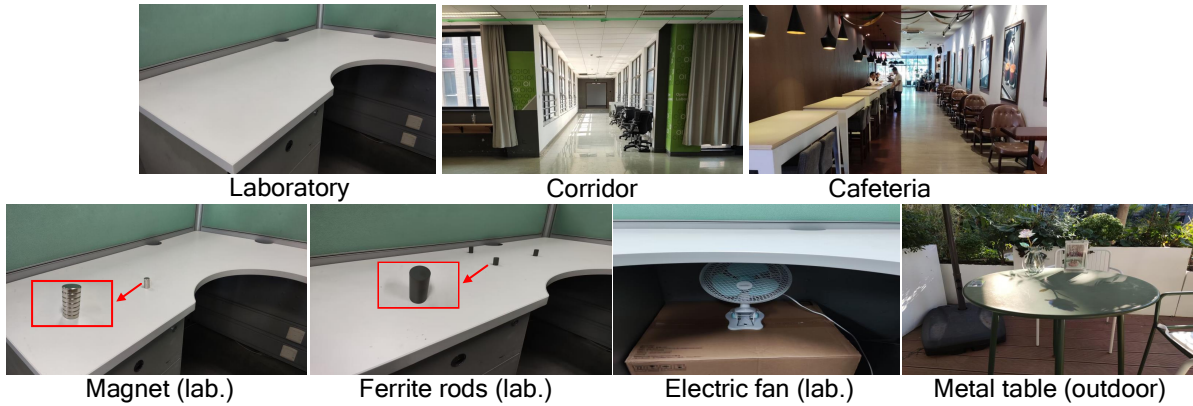 Laboratory
Corridor
Cafeteria
Magnet (lab.)
Ferrite rods (lab.)
Electric fan (lab.)
Metal table (outdoor)